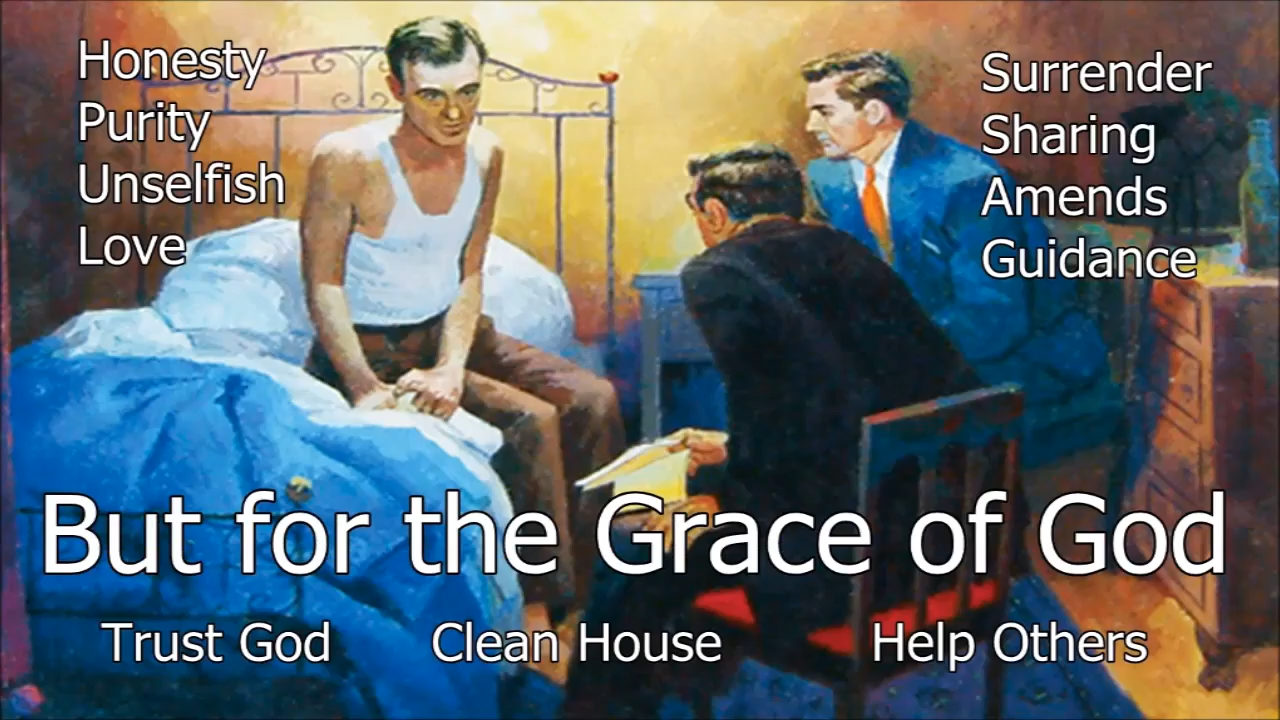 Honesty
Purity
Unselfish
Love
Surrender
Sharing
Amends
Guidance
But for the Grace of God
Trust God Clean House Help Others